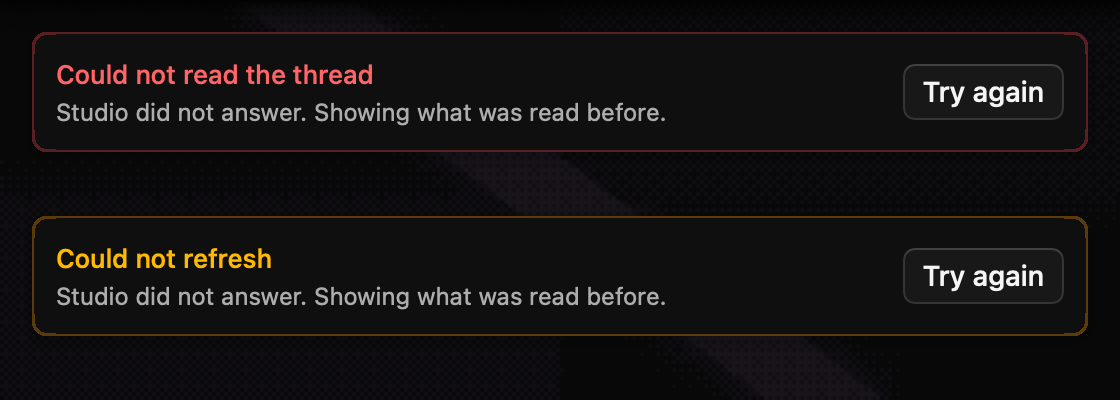 Could not read the thread
Studio did not answer. Showing what was read before.
Try again
Could not refresh
Studio did not answer. Showing what was read before.
Try again